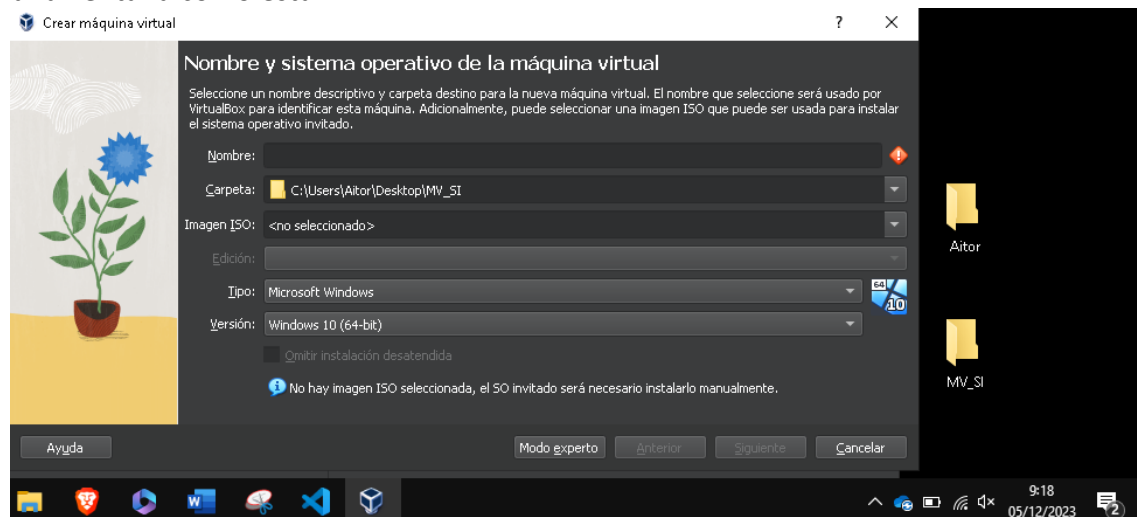 Crear máquina virtual
?
Nombre y sistema operativo de la máquina virtual
Seleccione un nombre descriptivo y carpeta destino para la nueva máquina virtual. El nombre que seleccione será usado por
VirtualBox para identificar esta máquina. Adicionalmente, puede seleccionar una imagen ISO que puede ser usada para instalar
el sistema operativo invitado.
Nombre:
Carpeta: C:\Users\Aitor\Desktop\MV_SI
Imagen ISO: <no seleccionado>
Edición:
Tipo: Microsoft Windows
64
10
Versión: Windows 10 (64-bit)
Omitir instalación desatendida
No hay imagen ISO seleccionada, el SO invitado será necesario instalarlo manualmente.
Ayuda Modo experto Anterior Siguiente Cancelar
Aitor
MV_SI
9:18
05/12/2023
2